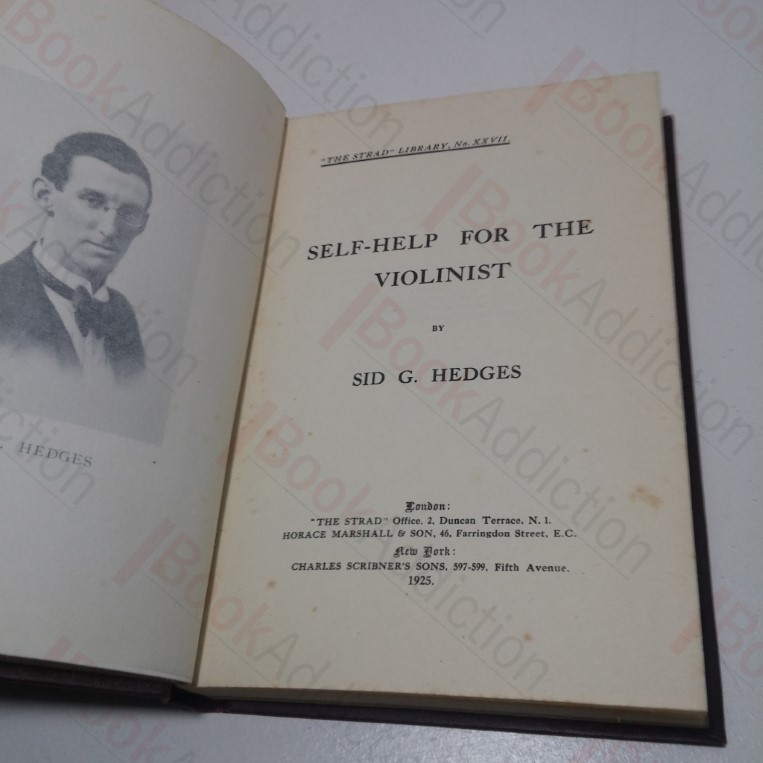 HEDGES
"THE STRAD" LIBRARY, No. XXVII.
SELF-HELP FOR THE
VIOLINIST
BY
SID G. HEDGES
London:
"THE STRAD" Office, 2, Duncan Terrace, N. 1.
HORACE MARSHALL & SON, 46, Farringdon Street, E.C.
New York:
CHARLES SCRIBNER'S SONS, 597-599, Fifth Avenue.
1925.
BookAddiction